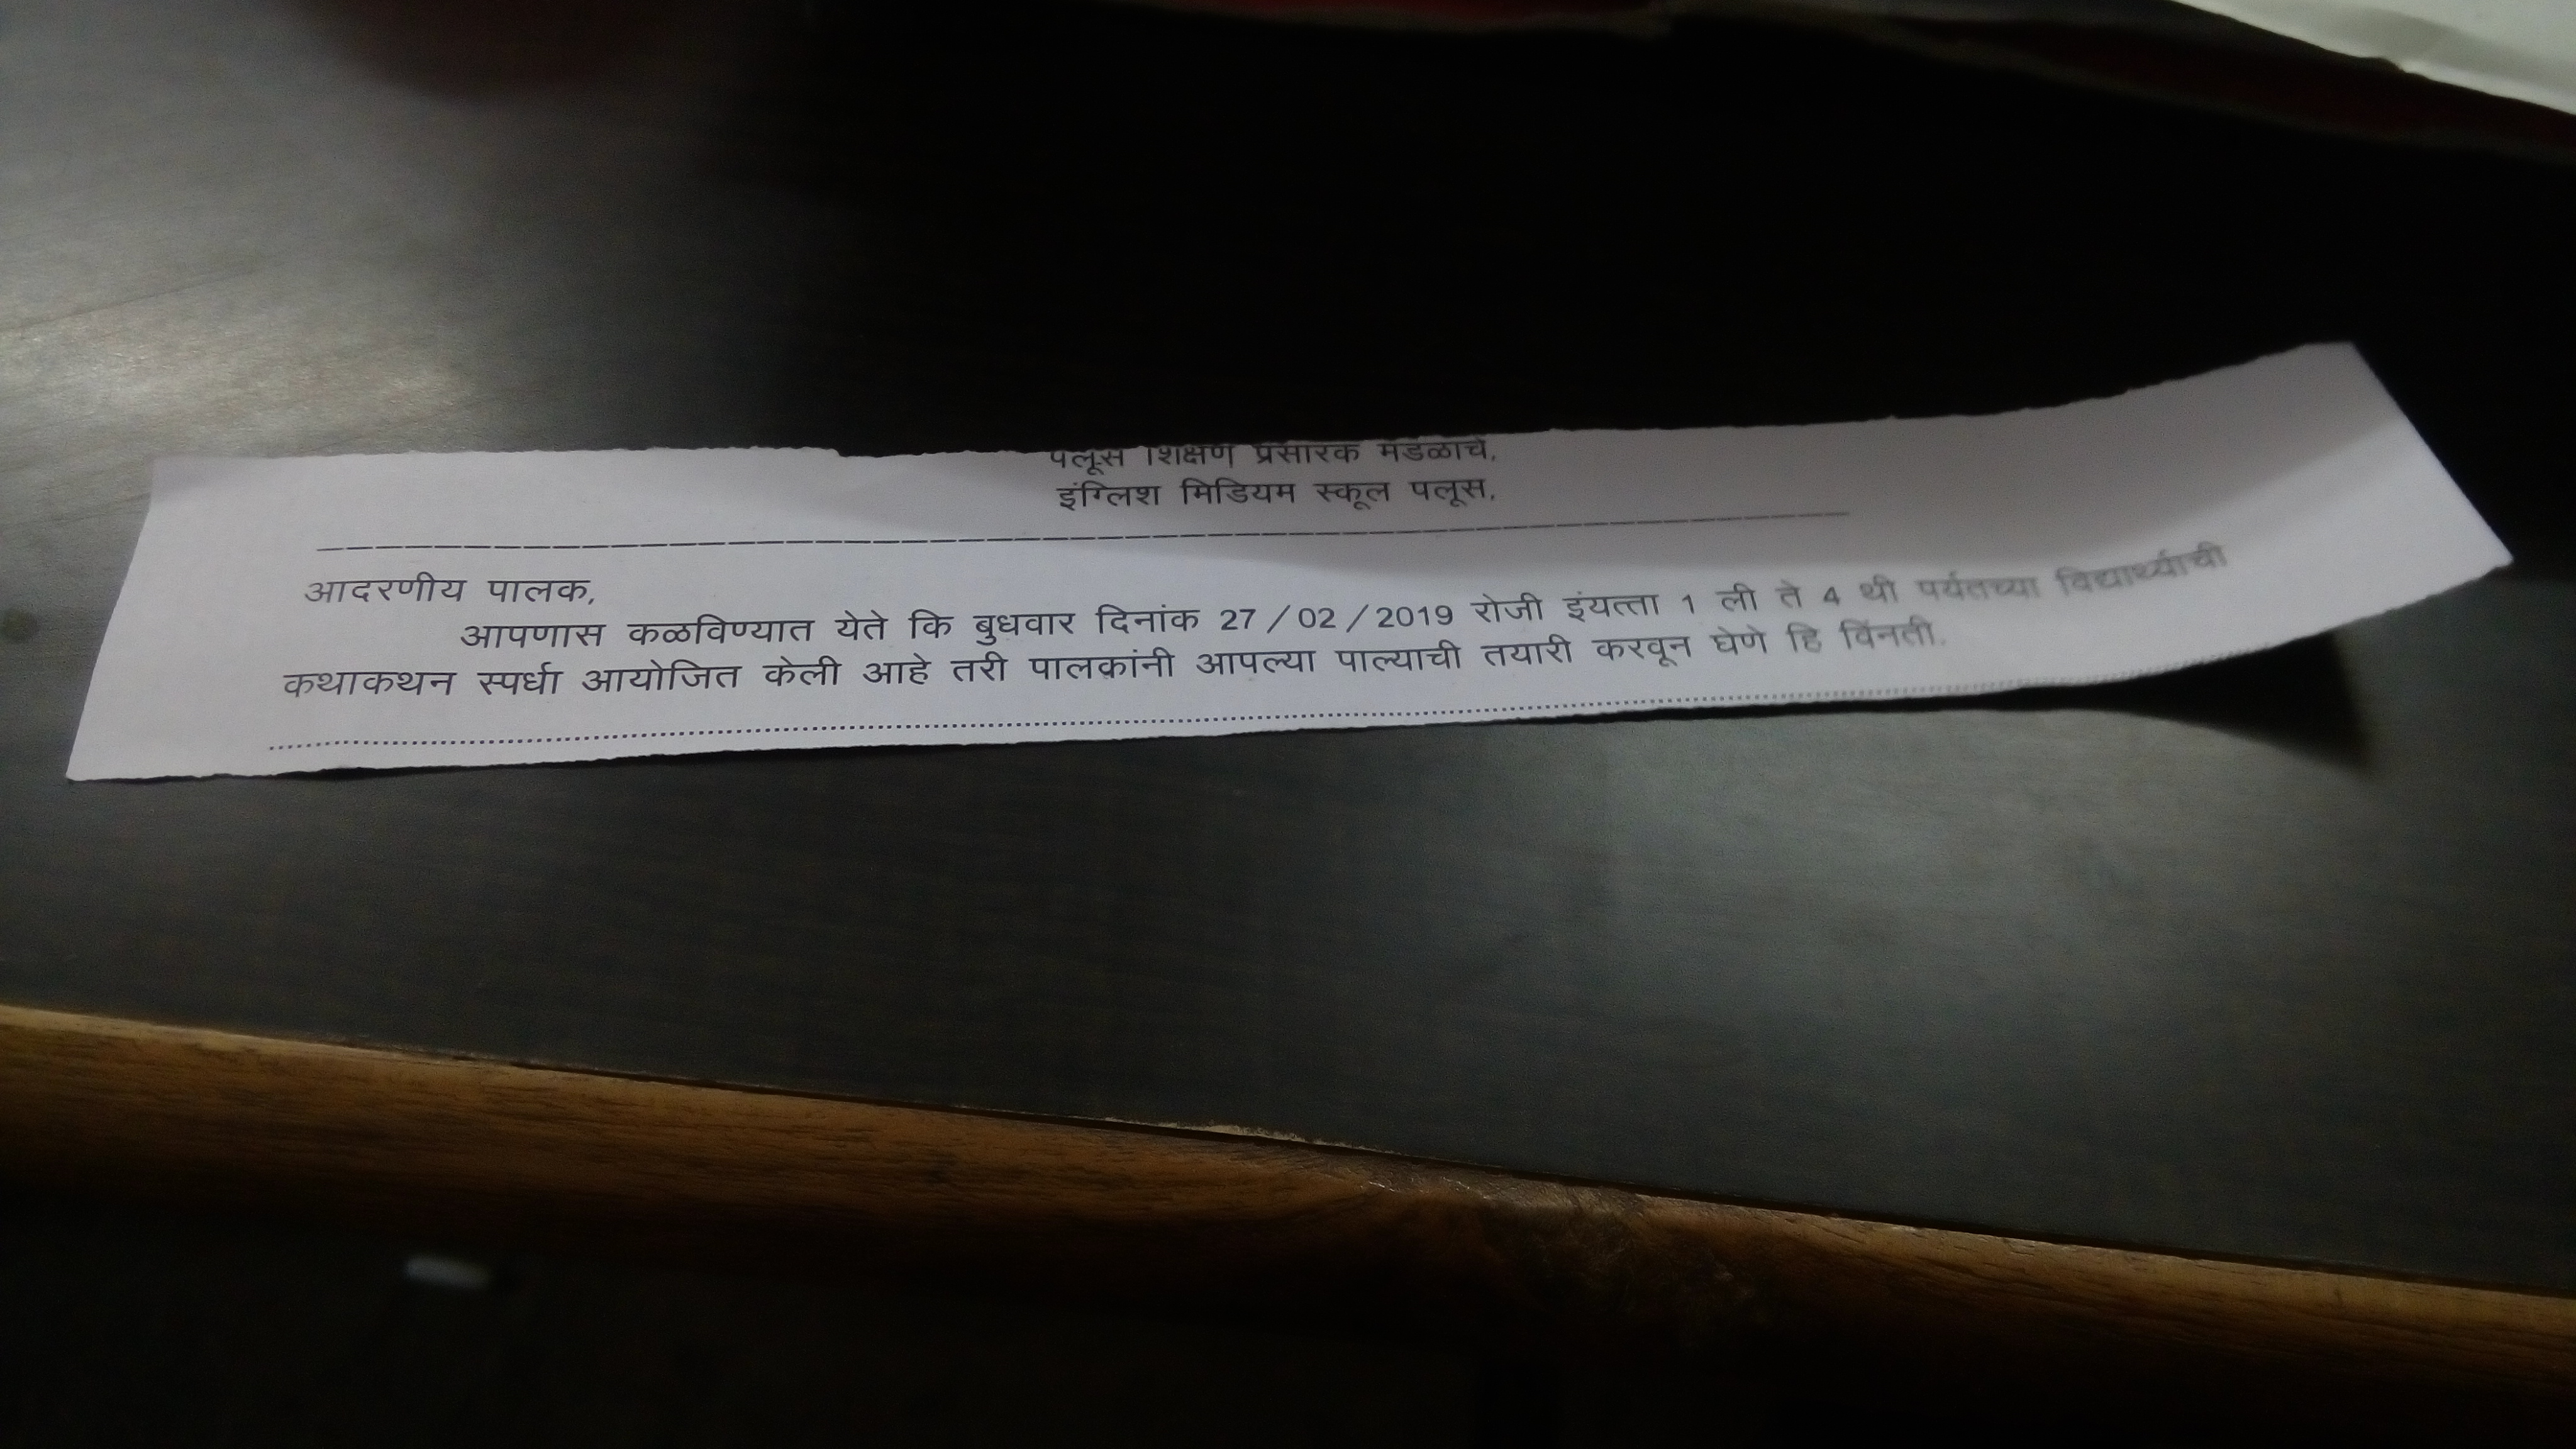 पलूस शिक्षण प्रसारक मंडळाचे,
इंग्लिश मिडियम स्कूल पलूस,
आदरणीय पालक,
आपणास कळविण्यात येते कि बुधवार दिनांक 27/02/2019 रोजी इंयत्ता 1 ली ते 4 थी पर्यंतच्या विद्यार्थ्यांची
कथाकथन स्पर्धा आयोजित केली आहे तरी पालकांनी आपल्या पाल्याची तयारी करवून घेणे हि विंनती.